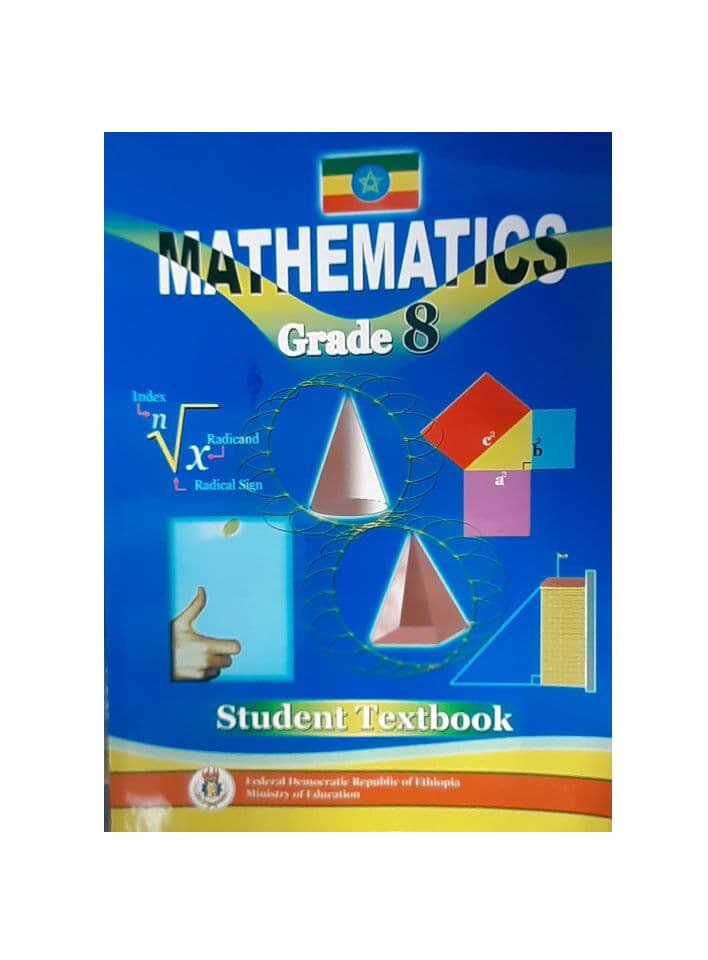 MATHEMATICS
Grade 8
Index
n
√
x
Radicand
Radical Sign
c²
b²
a²
Student Textbook
Federal Democratic Republic of Ethiopia
Ministry of Education